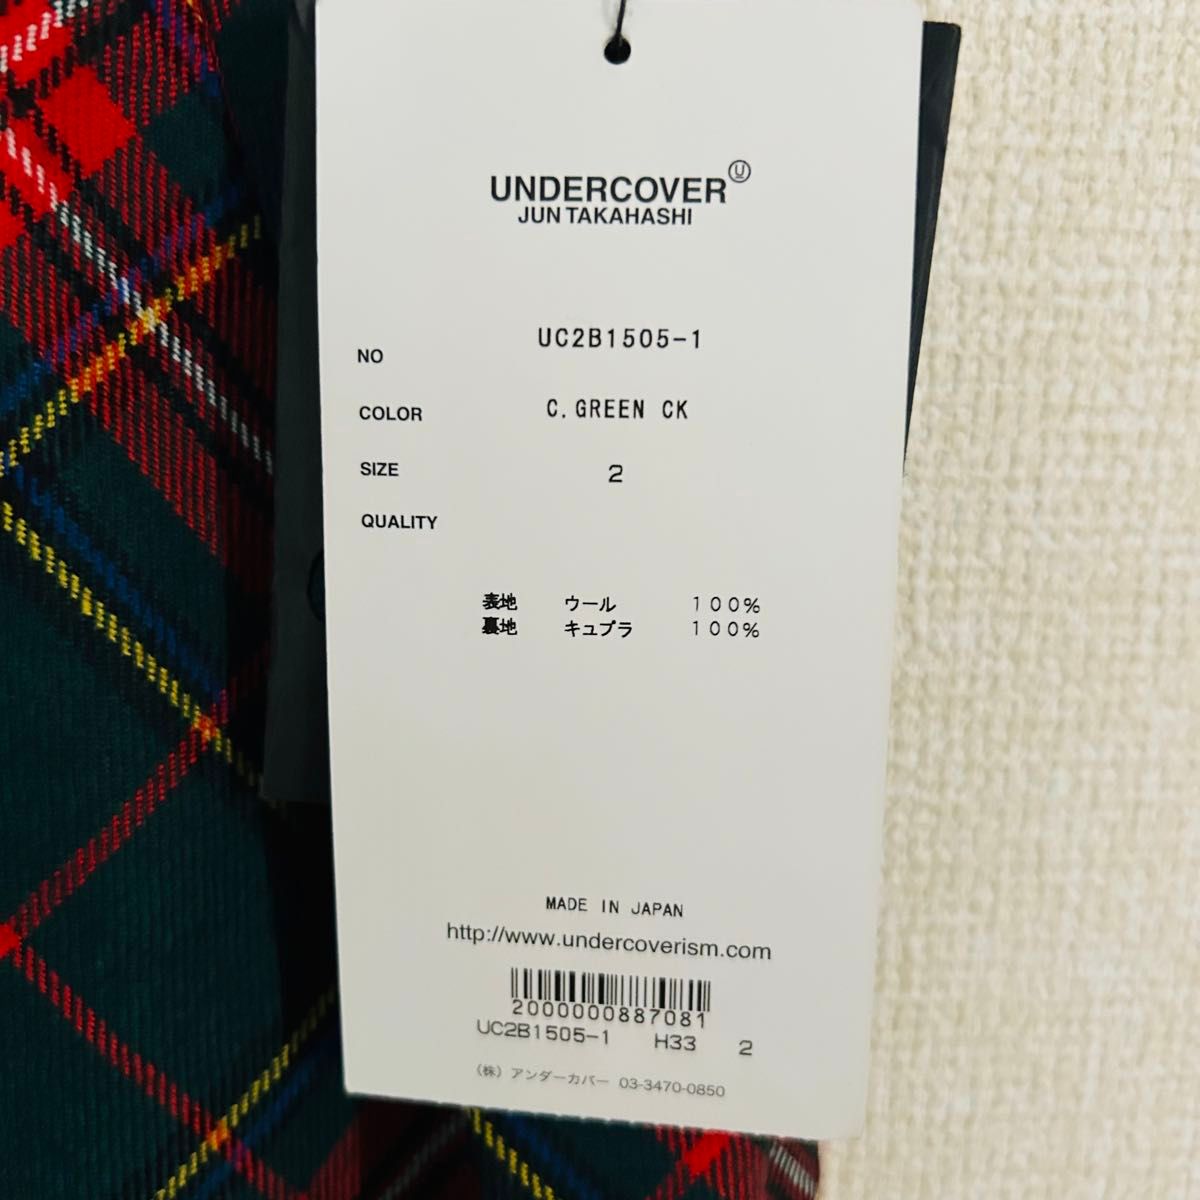 UNDERCOVER Ⓤ
JUN TAKAHASHI
NO UC2B1505-1
COLOR C.GREEN CK
SIZE 2
QUALITY
表地 ウール 100%
裏地 キュプラ 100%
MADE IN JAPAN
http://www.undercoverism.com
2000000887081
UC2B1505-1 H33 2
(株) アンダーカバー 03-3470-0850